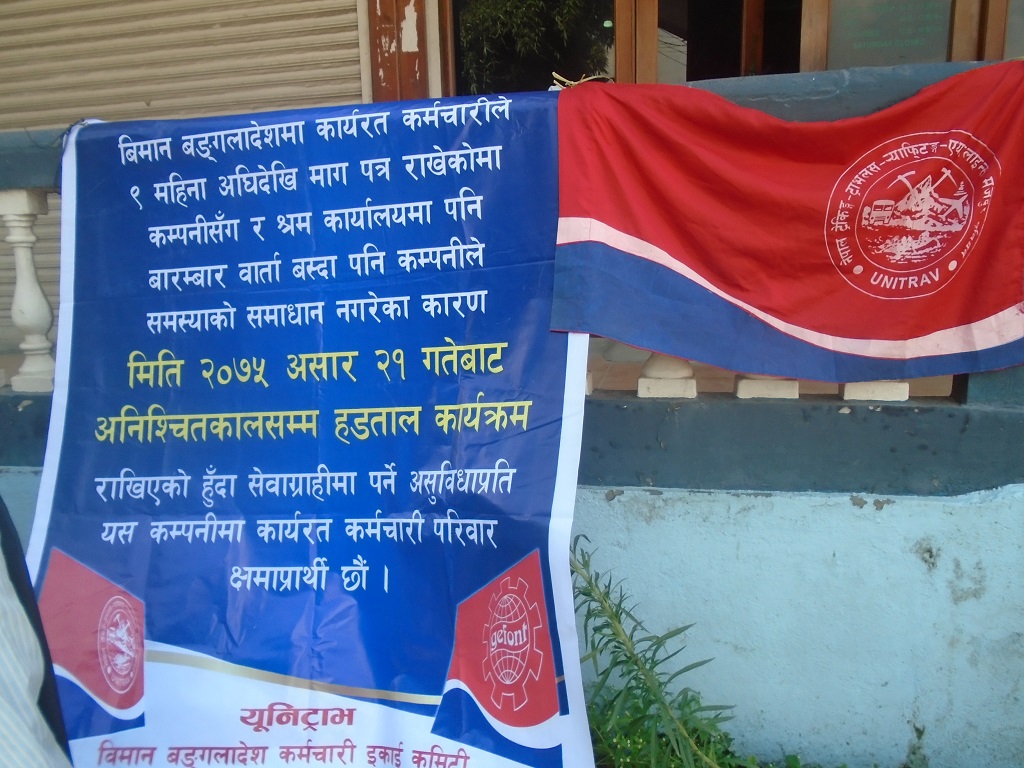 बिमान बङ्गलादेशमा कार्यरत कर्मचारीले
९ महिना अघिदेखि माग पत्र राखेकोमा
कम्पनीसँग र श्रम कार्यालयमा पनि
बारम्बार वार्ता बस्दा पनि कम्पनीले
समस्याको समाधान नगरेका कारण
मिति २०७५ असार २१ गतेबाट
अनिश्चितकालसम्म हडताल कार्यक्रम
राखिएको हुँदा सेवाग्राहीमा पर्ने असुविधाप्रति
यस कम्पनीमा कार्यरत कर्मचारी परिवार
क्षमाप्रार्थी छौं ।
gefont
यूनिट्राभ
विमान बङ्गलादेश कर्मचारी इकाई कमिटी
नेपाल
UNITRAV